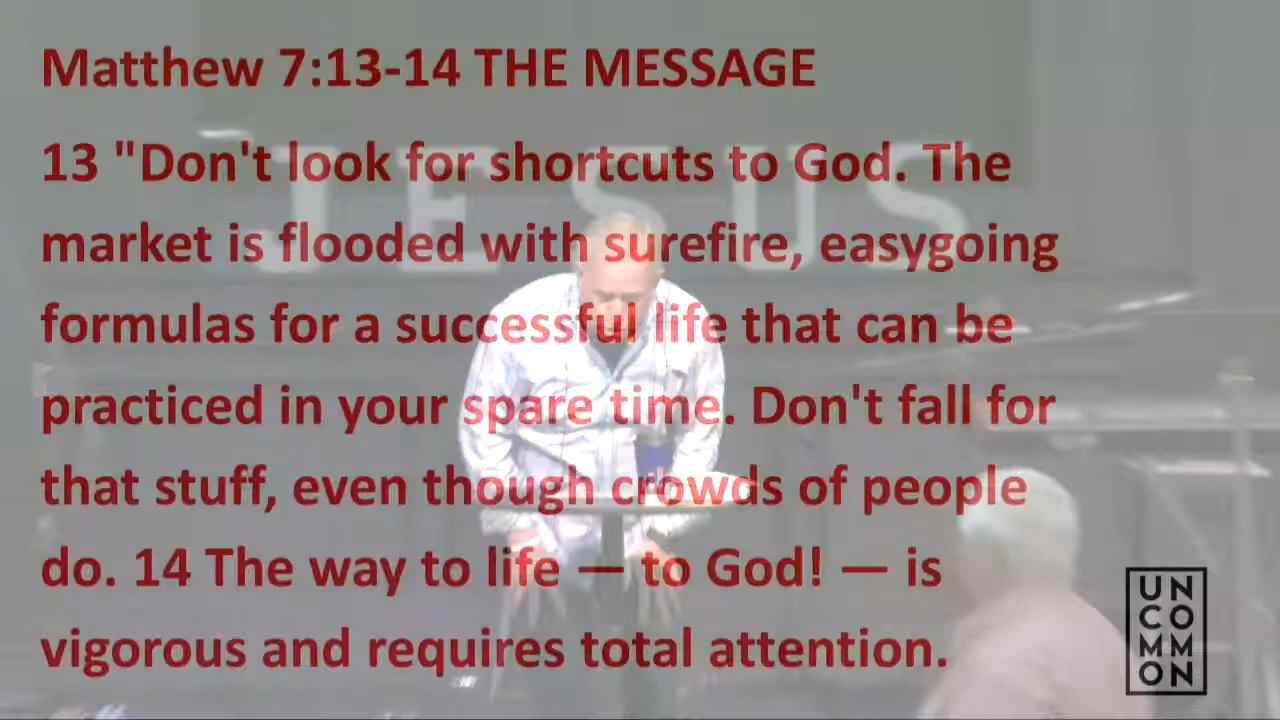 Matthew 7:13-14 THE MESSAGE
13 "Don't look for shortcuts to God. The
market is flooded with surefire, easygoing
formulas for a successful life that can be
practiced in your spare time. Don't fall for
that stuff, even though crowds of people
do. 14 The way to life — to God! — is
vigorous and requires total attention.
JESUS
UN
CO
MM
ON